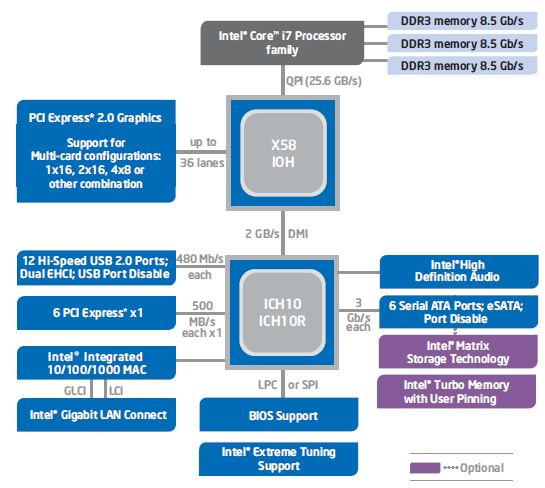 Intel® Core™ i7 Processor
family
DDR3 memory 8.5 Gb/s
DDR3 memory 8.5 Gb/s
DDR3 memory 8.5 Gb/s
QPI (25.6 GB/s)
PCI Express® 2.0 Graphics
Support for
Multi-card configurations:
1x16, 2x16, 4x8 or
other combination
up to
36 lanes
X58
IOH
2 GB/s DMI
12 Hi-Speed USB 2.0 Ports;
Dual EHCI; USB Port Disable
480 Mb/s
each
6 PCI Express® x1
500
MB/s
each x1
Intel® Integrated
10/100/1000 MAC
GLCI LCI
Intel® Gigabit LAN Connect
ICH10
ICH10R
Intel® High
Definition Audio
3
Gb/s
each
6 Serial ATA Ports; eSATA;
Port Disable
Intel® Matrix
Storage Technology
Intel® Turbo Memory
with User Pinning
LPC or SPI
BIOS Support
Intel® Extreme Tuning
Support
Optional